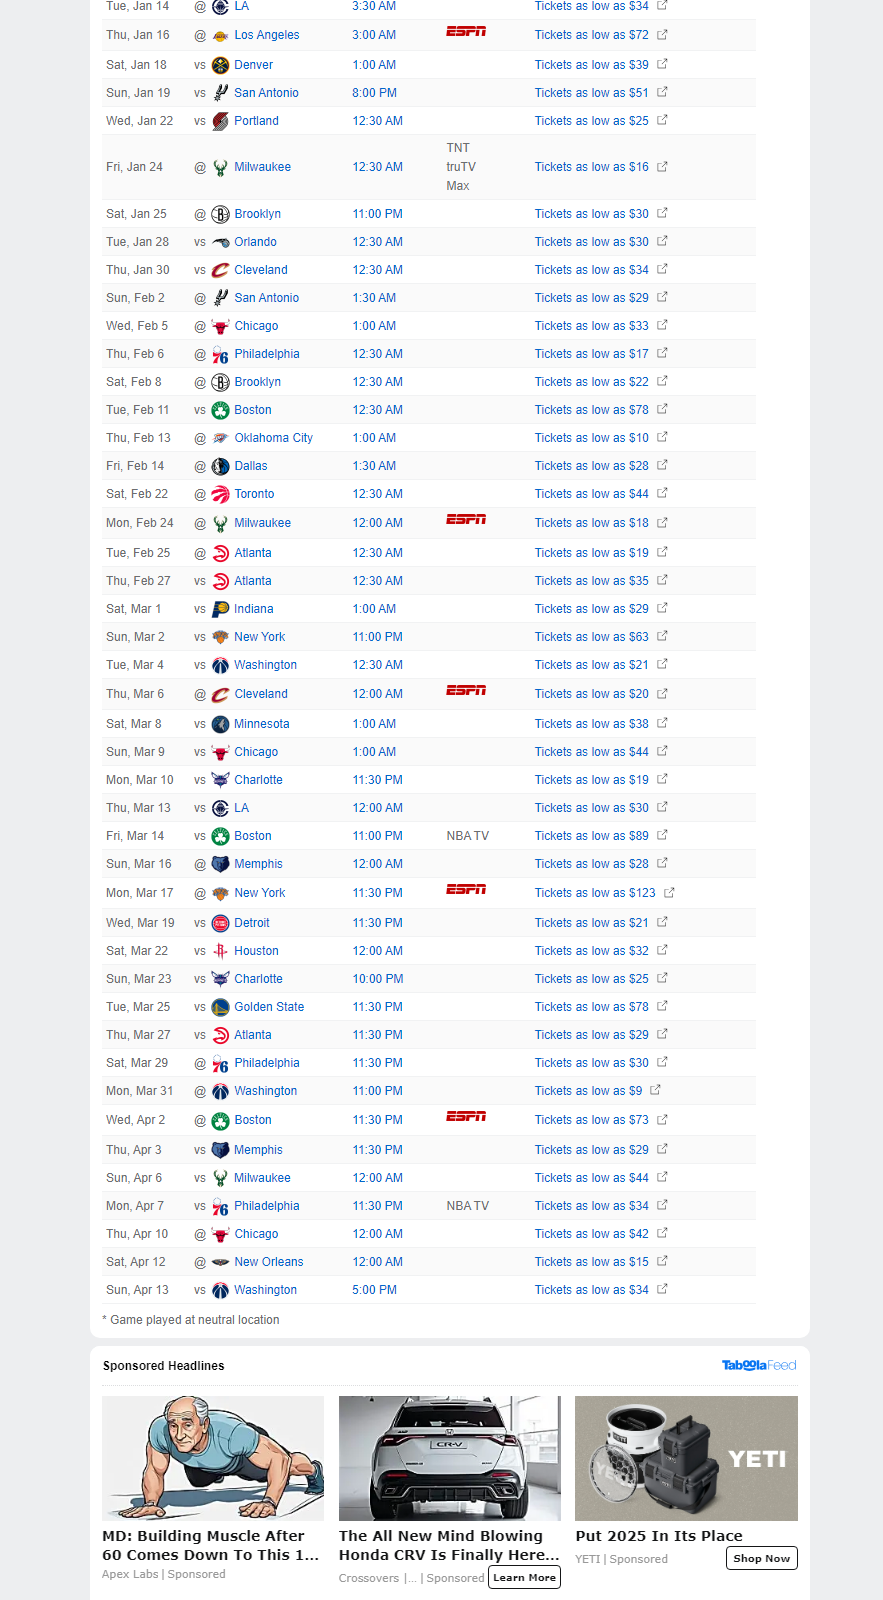 Tue, Jan 14 @ LA 3:30 AM Tickets as low as $34
Thu, Jan 16 @ Los Angeles 3:00 AM ESPN Tickets as low as $72
Sat, Jan 18 vs Denver 1:00 AM Tickets as low as $39
Sun, Jan 19 vs San Antonio 8:00 PM Tickets as low as $51
Wed, Jan 22 vs Portland 12:30 AM Tickets as low as $25
Fri, Jan 24 @ Milwaukee 12:30 AM TNT truTV Max Tickets as low as $16
Sat, Jan 25 @ Brooklyn 11:00 PM Tickets as low as $30
Tue, Jan 28 vs Orlando 12:30 AM Tickets as low as $30
Thu, Jan 30 vs Cleveland 12:30 AM Tickets as low as $34
Sun, Feb 2 @ San Antonio 1:30 AM Tickets as low as $29
Wed, Feb 5 @ Chicago 1:00 AM Tickets as low as $33
Thu, Feb 6 @ Philadelphia 12:30 AM Tickets as low as $17
Sat, Feb 8 @ Brooklyn 12:30 AM Tickets as low as $22
Tue, Feb 11 vs Boston 12:30 AM Tickets as low as $78
Thu, Feb 13 @ Oklahoma City 1:00 AM Tickets as low as $10
Fri, Feb 14 @ Dallas 1:30 AM Tickets as low as $28
Sat, Feb 22 @ Toronto 12:30 AM Tickets as low as $44
Mon, Feb 24 @ Milwaukee 12:00 AM ESPN Tickets as low as $18
Tue, Feb 25 @ Atlanta 12:30 AM Tickets as low as $19
Thu, Feb 27 vs Atlanta 12:30 AM Tickets as low as $35
Sat, Mar 1 vs Indiana 1:00 AM Tickets as low as $29
Sun, Mar 2 vs New York 11:00 PM Tickets as low as $63
Tue, Mar 4 vs Washington 12:30 AM Tickets as low as $21
Thu, Mar 6 @ Cleveland 12:00 AM ESPN Tickets as low as $20
Sat, Mar 8 vs Minnesota 1:00 AM Tickets as low as $38
Sun, Mar 9 vs Chicago 1:00 AM Tickets as low as $44
Mon, Mar 10 vs Charlotte 11:30 PM Tickets as low as $19
Thu, Mar 13 vs LA 12:00 AM Tickets as low as $30
Fri, Mar 14 vs Boston 11:00 PM NBA TV Tickets as low as $89
Sun, Mar 16 @ Memphis 12:00 AM Tickets as low as $28
Mon, Mar 17 @ New York 11:30 PM ESPN Tickets as low as $123
Wed, Mar 19 vs Detroit 11:30 PM Tickets as low as $21
Sat, Mar 22 vs Houston 12:00 AM Tickets as low as $32
Sun, Mar 23 vs Charlotte 10:00 PM Tickets as low as $25
Tue, Mar 25 vs Golden State 11:30 PM Tickets as low as $78
Thu, Mar 27 vs Atlanta 11:30 PM Tickets as low as $29
Sat, Mar 29 @ Philadelphia 11:30 PM Tickets as low as $30
Mon, Mar 31 @ Washington 11:00 PM Tickets as low as $9
Wed, Apr 2 @ Boston 11:30 PM ESPN Tickets as low as $73
Thu, Apr 3 vs Memphis 11:30 PM Tickets as low as $29
Sun, Apr 6 vs Milwaukee 12:00 AM Tickets as low as $44
Mon, Apr 7 vs Philadelphia 11:30 PM NBA TV Tickets as low as $34
Thu, Apr 10 @ Chicago 12:00 AM Tickets as low as $42
Sat, Apr 12 @ New Orleans 12:00 AM Tickets as low as $15
Sun, Apr 13 vs Washington 5:00 PM Tickets as low as $34
* Game played at neutral location
Sponsored Headlines
Taboola Feed
CR-V
YETI
MD: Building Muscle After
60 Comes Down To This 1...
Apex Labs | Sponsored
The All New Mind Blowing
Honda CRV Is Finally Here...
Crossovers |... | Sponsored
Learn More
Put 2025 In Its Place
YETI | Sponsored
Shop Now